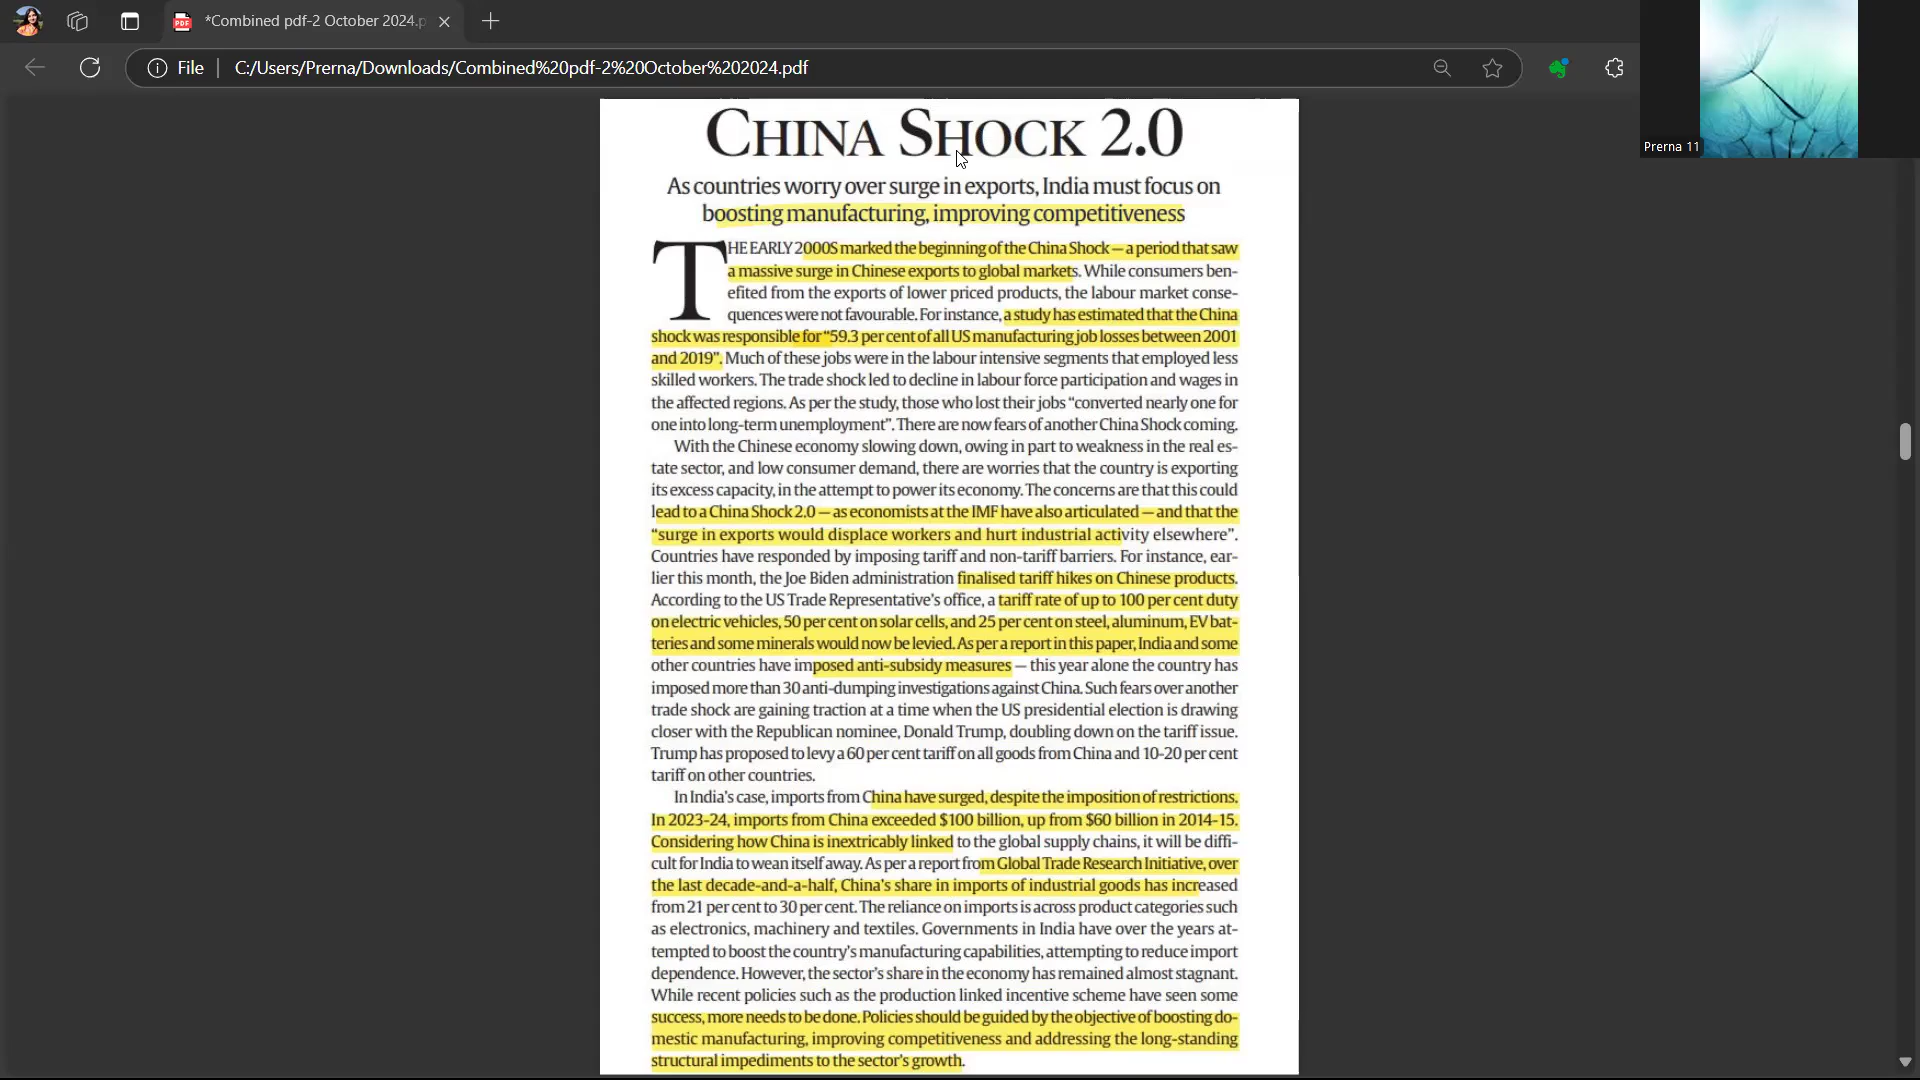 *Combined pdf-2 October 2024.p
File
C:/Users/Prerna/Downloads/Combined%20pdf-2%20October%202024.pdf
Prerna 11
CHINA SHOCK 2.0
As countries worry over surge in exports, India must focus on
boosting manufacturing, improving competitiveness
THE EARLY 2000S marked the beginning of the China Shock — a period that saw
a massive surge in Chinese exports to global markets. While consumers ben-
efited from the exports of lower priced products, the labour market conse-
quences were not favourable. For instance, a study has estimated that the China
shock was responsible for “59.3 per cent of all US manufacturing job losses between 2001
and 2019”. Much of these jobs were in the labour intensive segments that employed less
skilled workers. The trade shock led to decline in labour force participation and wages in
the affected regions. As per the study, those who lost their jobs “converted nearly one for
one into long-term unemployment”. There are now fears of another China Shock coming.
With the Chinese economy slowing down, owing in part to weakness in the real es-
tate sector, and low consumer demand, there are worries that the country is exporting
its excess capacity, in the attempt to power its economy. The concerns are that this could
lead to a China Shock 2.0 — as economists at the IMF have also articulated — and that the
“surge in exports would displace workers and hurt industrial activity elsewhere”.
Countries have responded by imposing tariff and non-tariff barriers. For instance, ear-
lier this month, the Joe Biden administration finalised tariff hikes on Chinese products.
According to the US Trade Representative’s office, a tariff rate of up to 100 per cent duty
on electric vehicles, 50 per cent on solar cells, and 25 per cent on steel, aluminum, EV bat-
teries and some minerals would now be levied. As per a report in this paper, India and some
other countries have imposed anti-subsidy measures — this year alone the country has
imposed more than 30 anti-dumping investigations against China. Such fears over another
trade shock are gaining traction at a time when the US presidential election is drawing
closer with the Republican nominee, Donald Trump, doubling down on the tariff issue.
Trump has proposed to levy a 60 per cent tariff on all goods from China and 10-20 per cent
tariff on other countries.
In India’s case, imports from China have surged, despite the imposition of restrictions.
In 2023-24, imports from China exceeded $100 billion, up from $60 billion in 2014-15.
Considering how China is inextricably linked to the global supply chains, it will be diffi-
cult for India to wean itself away. As per a report from Global Trade Research Initiative, over
the last decade-and-a-half, China’s share in imports of industrial goods has increased
from 21 per cent to 30 per cent. The reliance on imports is across product categories such
as electronics, machinery and textiles. Governments in India have over the years at-
tempted to boost the country’s manufacturing capabilities, attempting to reduce import
dependence. However, the sector’s share in the economy has remained almost stagnant.
While recent policies such as the production linked incentive scheme have seen some
success, more needs to be done. Policies should be guided by the objective of boosting do-
mestic manufacturing, improving competitiveness and addressing the long-standing
structural impediments to the sector’s growth.